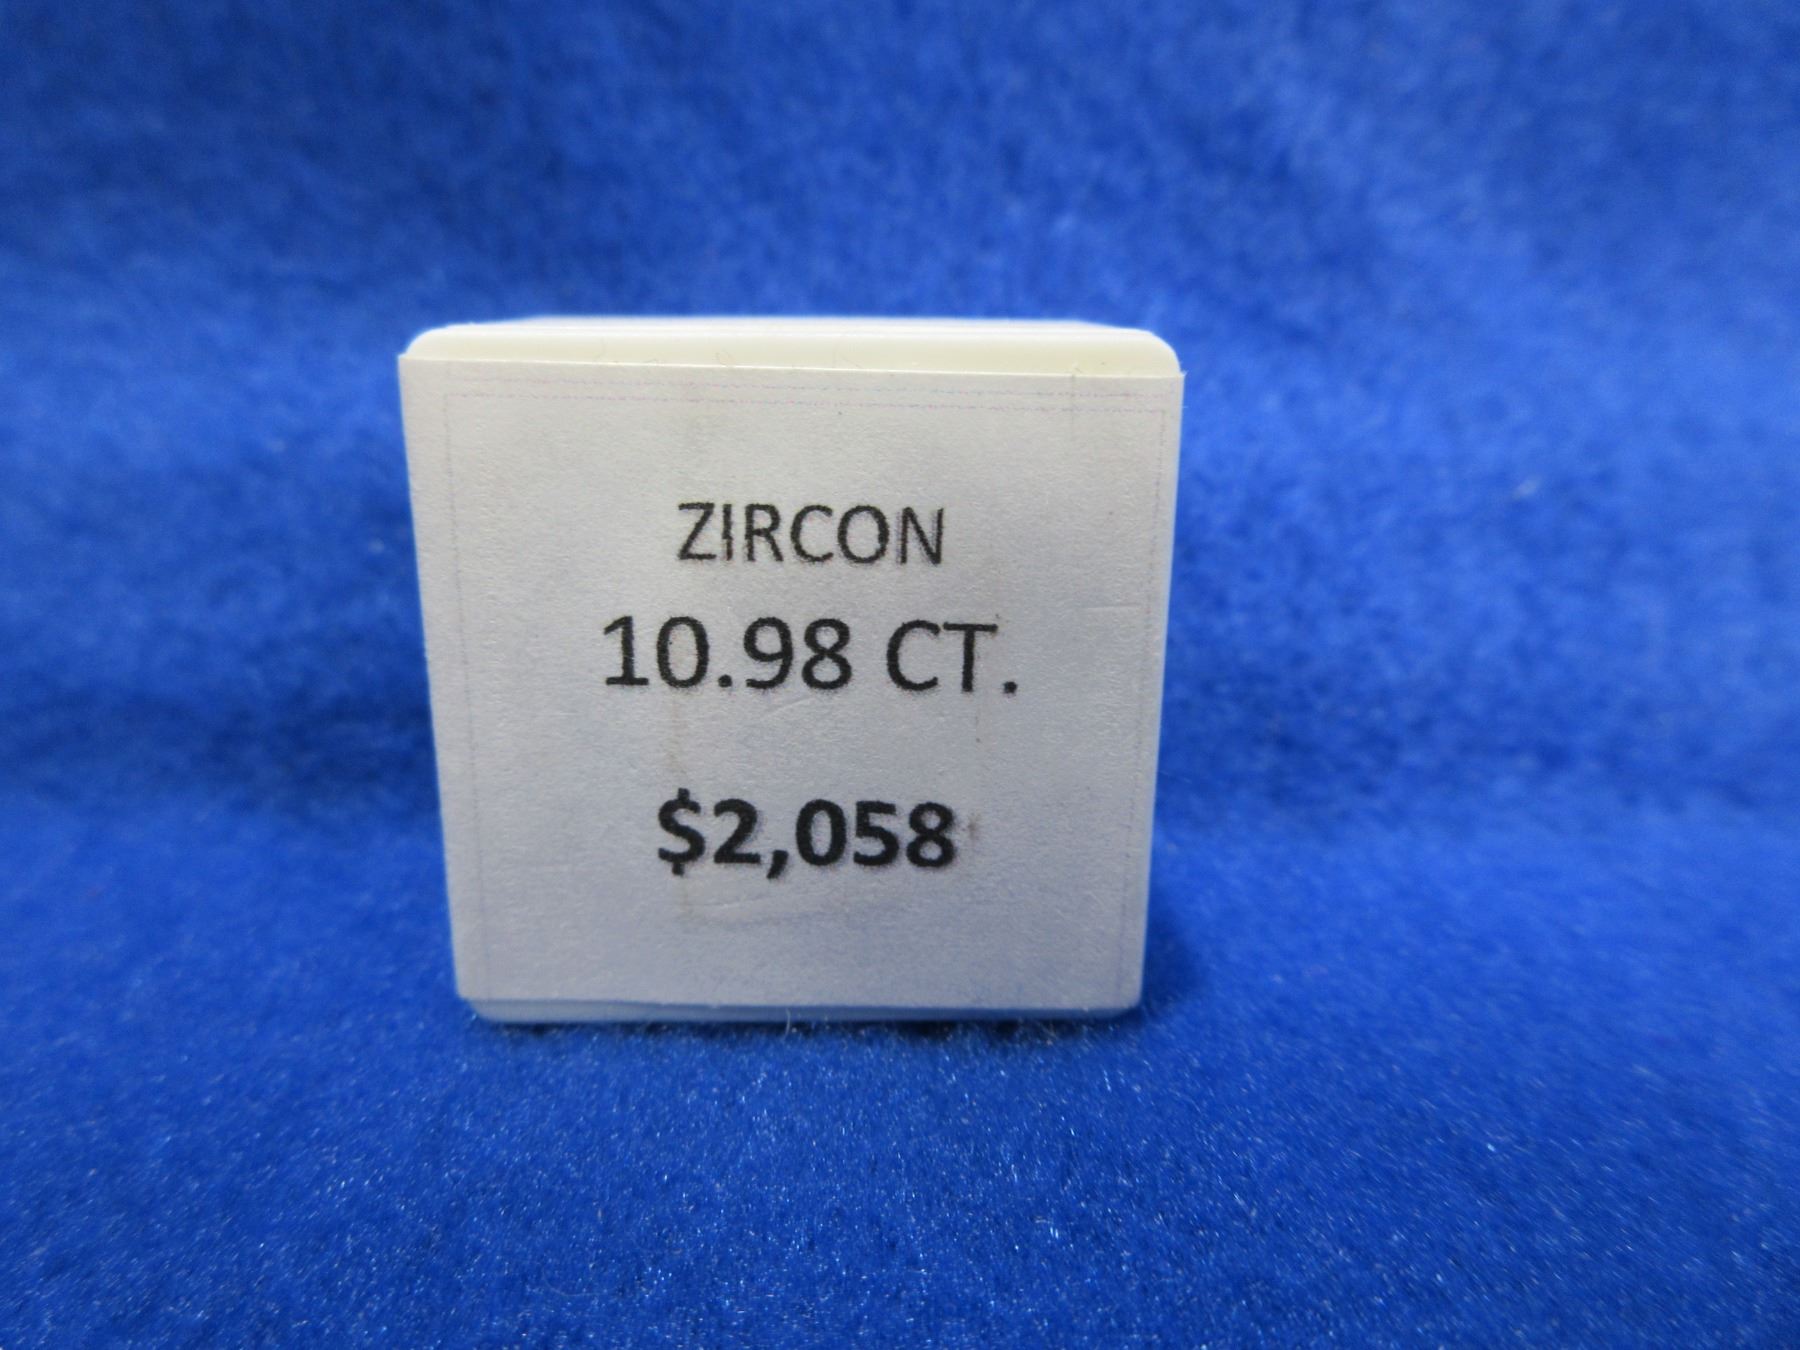 ZIRCON
10.98 CT.
$2,058